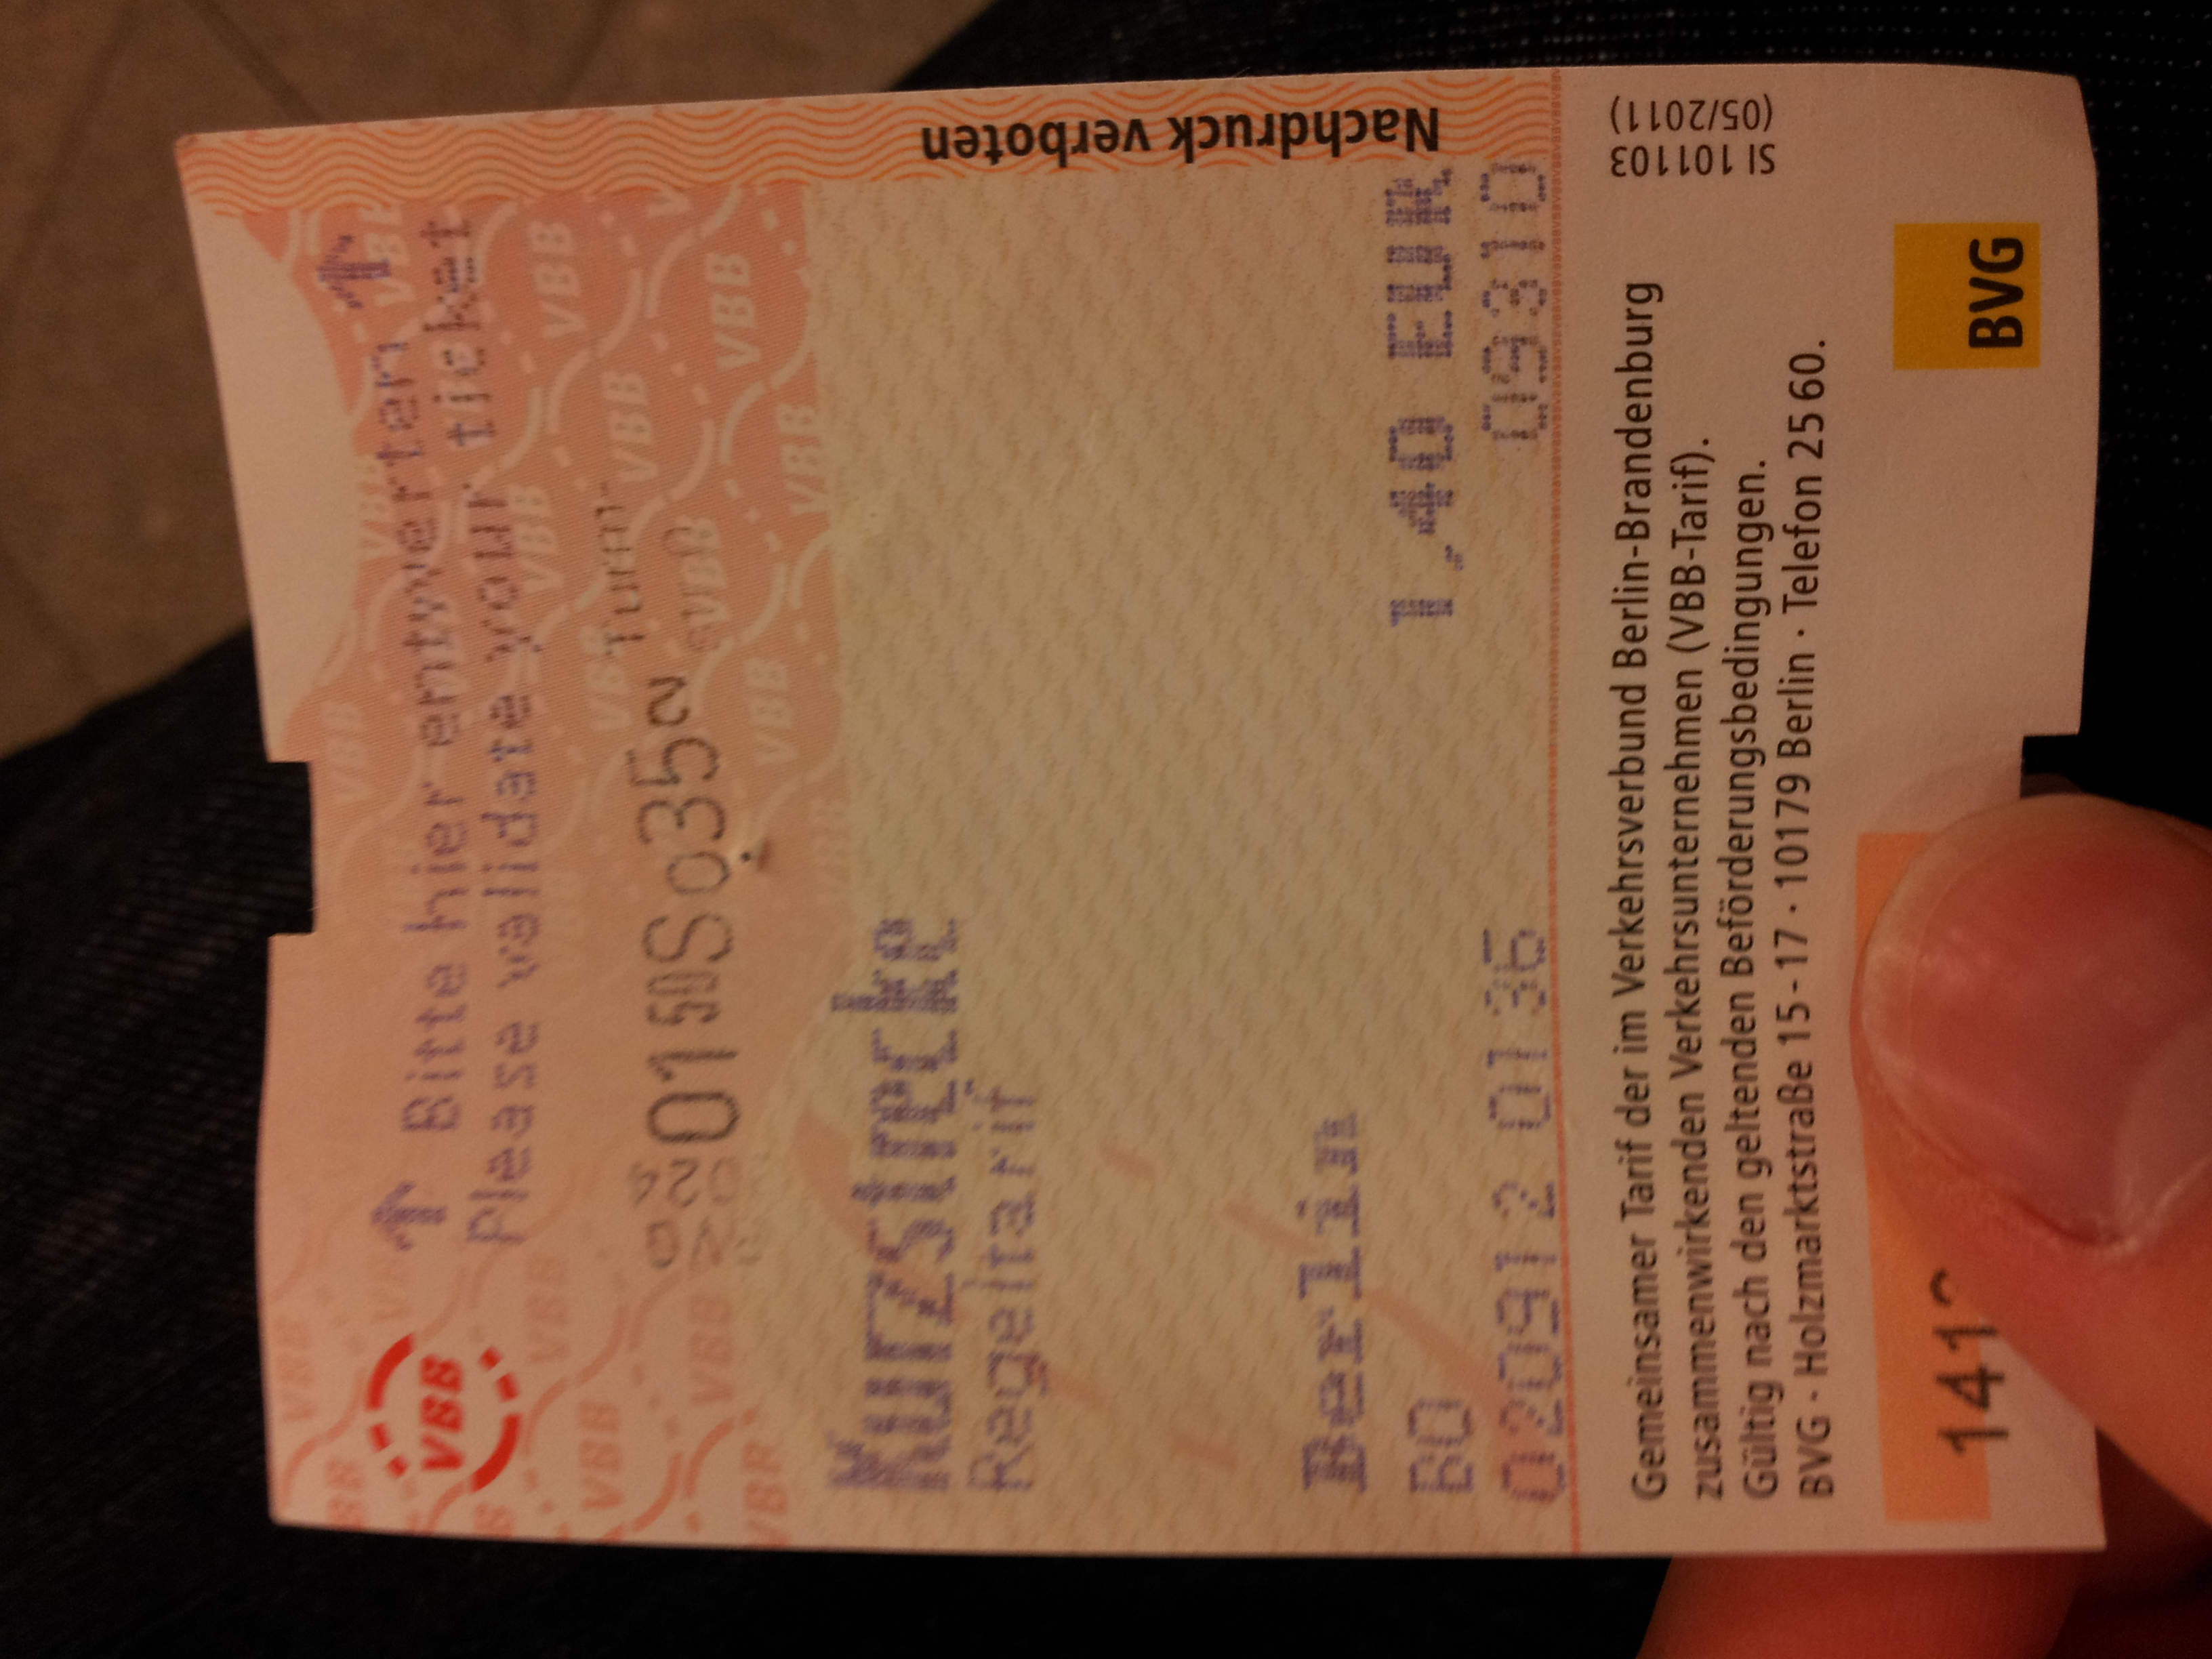 VBB
↑ Bitte hier entwerten ↑
Please validate your ticket
Kurzstrecke
Regeltarif
Berlin
1,40 EUR
020912 01:36
09310
Nachdruck verboten
Gemeinsamer Tarif der im Verkehrsverbund Berlin-Brandenburg
zusammenwirkenden Verkehrsunternehmen (VBB-Tarif).
Gültig nach den geltenden Beförderungsbedingungen.
BVG · Holzmarktstraße 15-17 · 10179 Berlin · Telefon 25 60.
SI 101103
(05/2011)
BVG